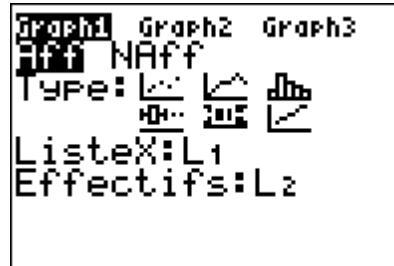 Graph1 Graph2 Graph3
Aff NAff
Type:
ListeX:L₁
Effectifs:L₂